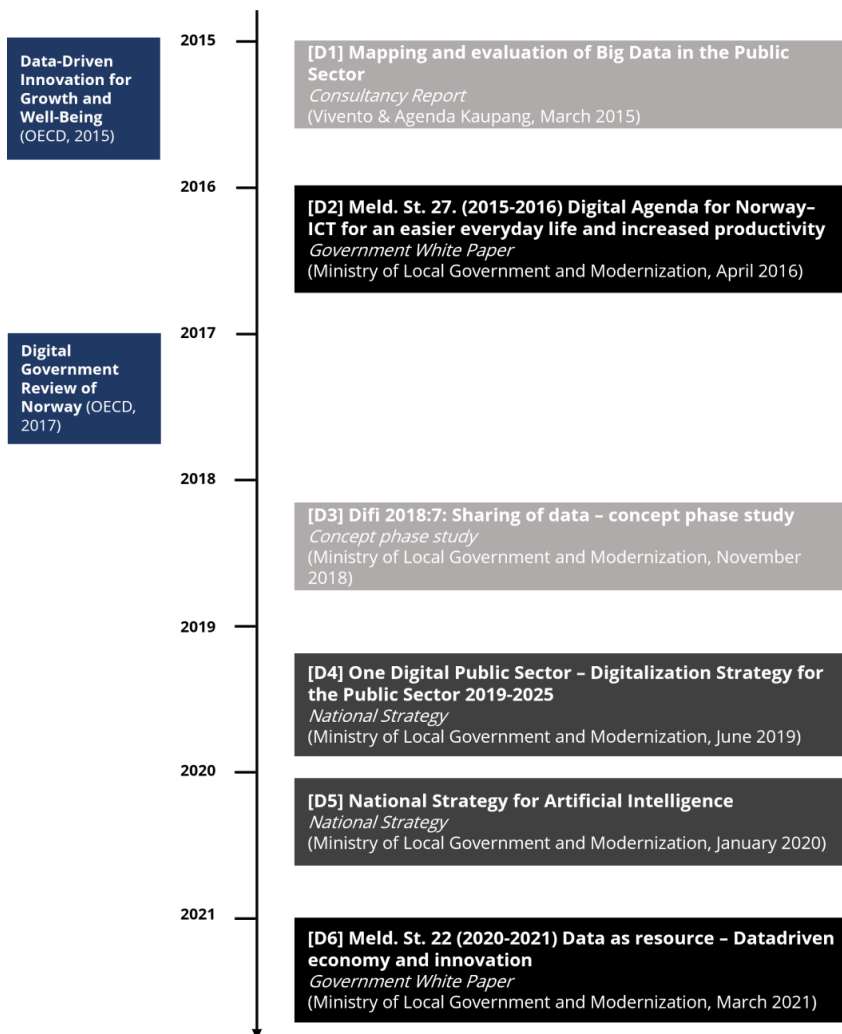 2015
Data-Driven
Innovation for
Growth and
Well-Being
(OECD, 2015)
[D1] Mapping and evaluation of Big Data in the Public
Sector
Consultancy Report
(Vivento & Agenda Kaupang, March 2015)
2016
[D2] Meld. St. 27. (2015-2016) Digital Agenda for Norway–
ICT for an easier everyday life and increased productivity
Government White Paper
(Ministry of Local Government and Modernization, April 2016)
2017
Digital
Government
Review of
Norway (OECD,
2017)
2018
[D3] Difi 2018:7: Sharing of data – concept phase study
Concept phase study
(Ministry of Local Government and Modernization, November
2018)
2019
[D4] One Digital Public Sector – Digitalization Strategy for
the Public Sector 2019-2025
National Strategy
(Ministry of Local Government and Modernization, June 2019)
2020
[D5] National Strategy for Artificial Intelligence
National Strategy
(Ministry of Local Government and Modernization, January 2020)
2021
[D6] Meld. St. 22 (2020-2021) Data as resource – Datadriven
economy and innovation
Government White Paper
(Ministry of Local Government and Modernization, March 2021)